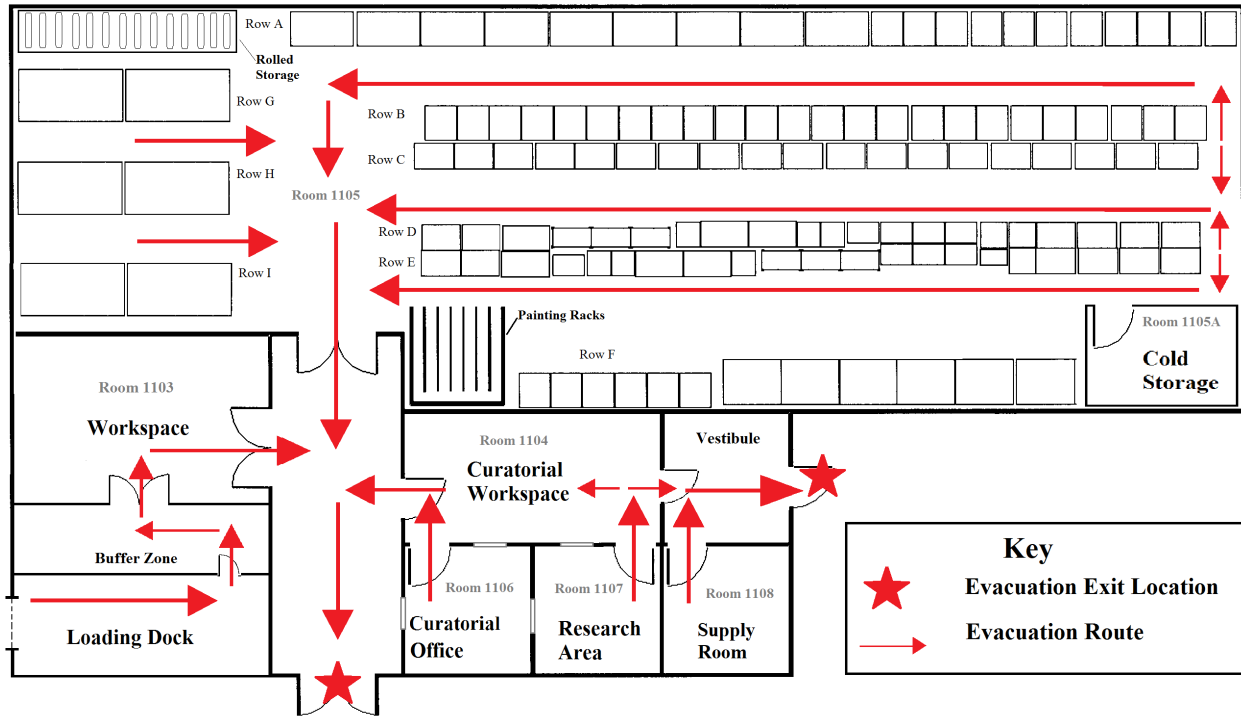 Row A
Rolled
Storage
Row G
Row B
Row C
Row H
Room 1105
Row D
Row E
Row I
Painting Racks
Room 1105A
Cold
Storage
Row F
Room 1103
Workspace
Room 1104
Curatorial
Workspace
Vestibule
Buffer Zone
Loading Dock
Room 1106
Curatorial
Office
Room 1107
Research
Area
Room 1108
Supply
Room
Key
Evacuation Exit Location
Evacuation Route